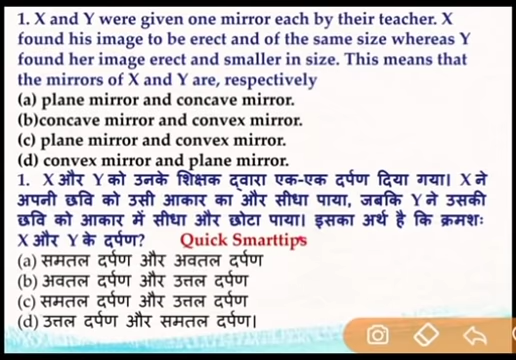 1. X and Y were given one mirror each by their teacher. X
found his image to be erect and of the same size whereas Y
found her image erect and smaller in size. This means that
the mirrors of X and Y are, respectively
(a) plane mirror and concave mirror.
(b)concave mirror and convex mirror.
(c) plane mirror and convex mirror.
(d) convex mirror and plane mirror.
1. X और Y को उनके शिक्षक द्वारा एक-एक दर्पण दिया गया। X ने
अपनी छवि को उसी आकार का और सीधा पाया, जबकि Y ने उसकी
छवि को आकार में सीधा और छोटा पाया। इसका अर्थ है कि क्रमशः
X और Y के दर्पण? Quick Smarttips
(a) समतल दर्पण और अवतल दर्पण
(b) अवतल दर्पण और उत्तल दर्पण
(c) समतल दर्पण और उत्तल दर्पण
(d) उत्तल दर्पण और समतल दर्पण।